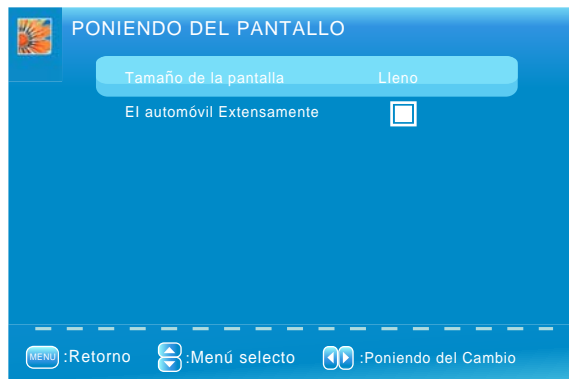 PONIENDO DEL PANTALLO
Tamaño de la pantalla Lleno
El automóvil Extensamente
MENU :Retorno :Menú selecto :Poniendo del Cambio